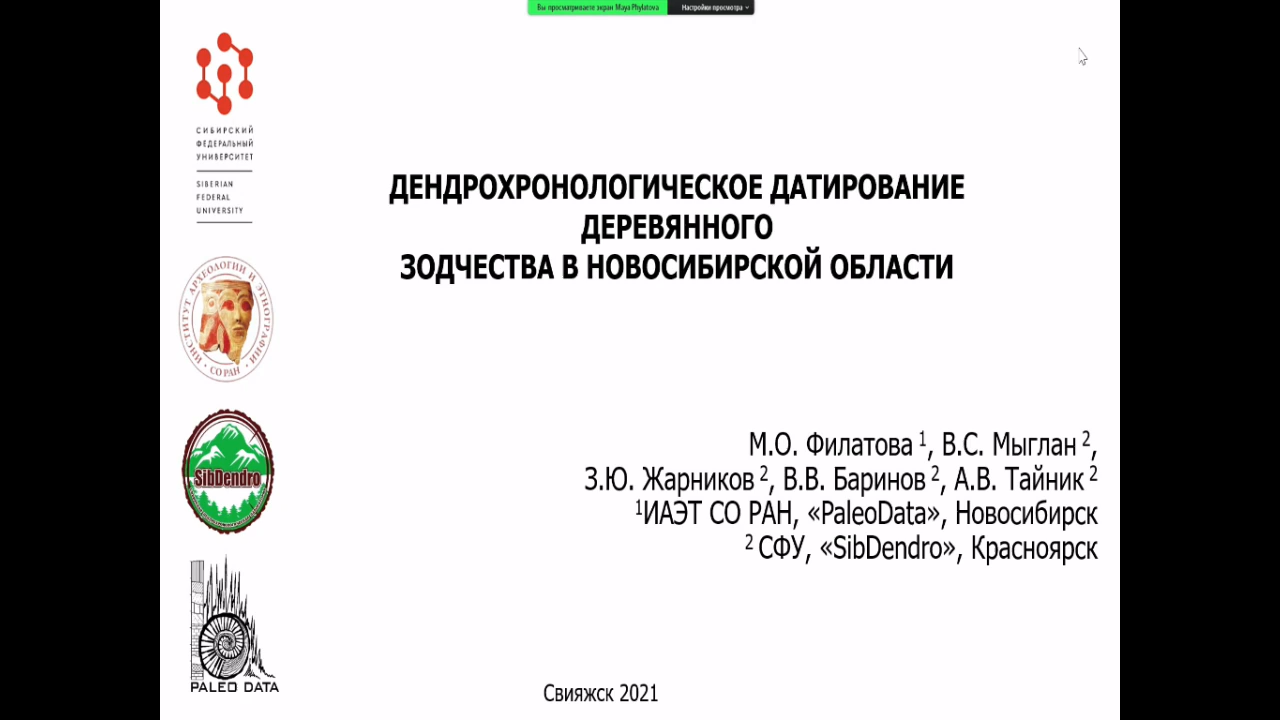 Вы просматриваете экран Maya Phylatova
Настройки просмотра
СИБИРСКИЙ
ФЕДЕРАЛЬНЫЙ
УНИВЕРСИТЕТ
SIBERIAN
FEDERAL
UNIVERSITY
ДЕНДРОХРОНОЛОГИЧЕСКОЕ ДАТИРОВАНИЕ
ДЕРЕВЯННОГО
ЗОДЧЕСТВА В НОВОСИБИРСКОЙ ОБЛАСТИ
ИНСТИТУТ АРХЕОЛОГИИ И ЭТНОГРАФИИ
СО РАН
SibDendro
М.О. Филатова ¹, В.С. Мыглан ²,
З.Ю. Жарников ², В.В. Баринов ², А.В. Тайник ²
¹ИАЭТ СО РАН, «PaleoData», Новосибирск
² СФУ, «SibDendro», Красноярск
PALEO DATA
Свияжск 2021